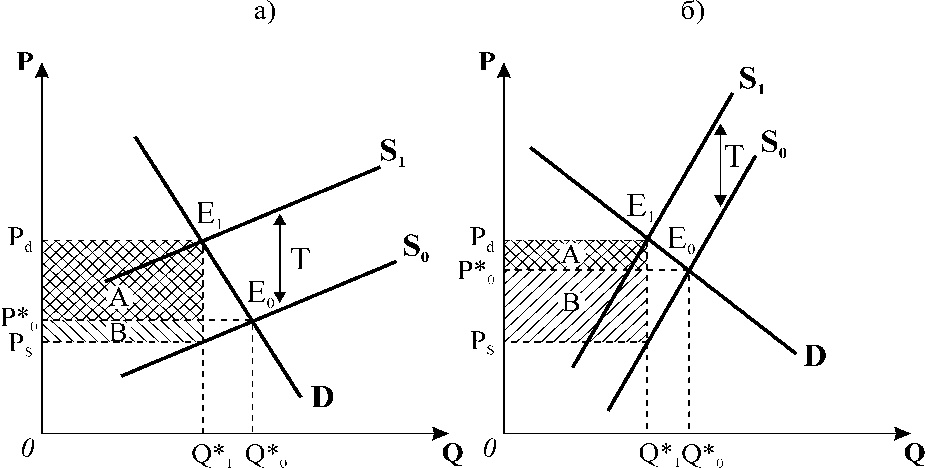 а)
P
S₁
T
E₁
S₀
P_d
A
E₀
P*₀
B
P_S
D
0
Q*₁ Q*₀
Q
б)
P
S₁
S₀
T
E₁
E₀
P_d
A
P*₀
B
P_S
D
0
Q*₁ Q*₀
Q